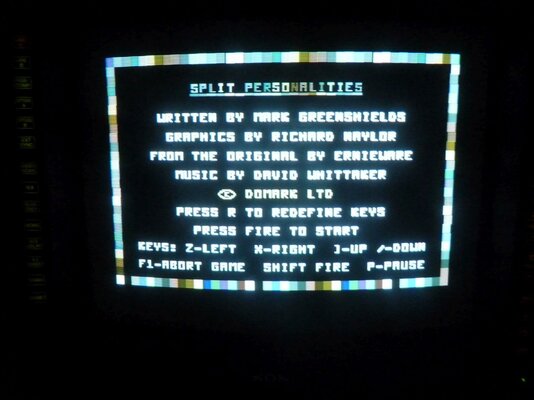 SPLIT PERSONALITIES
WRITTEN BY MARK GREENSHIELDS
GRAPHICS BY RICHARD NAYLOR
FROM THE ORIGINAL BY ERNIEWARE
MUSIC BY DAVID WHITTAKER
DOMARK LTD
PRESS R TO REDEFINE KEYS
PRESS FIRE TO START
KEYS: Z-LEFT X-RIGHT ]-UP /-DOWN
F1-ABORT GAME SHIFT FIRE P-PAUSE